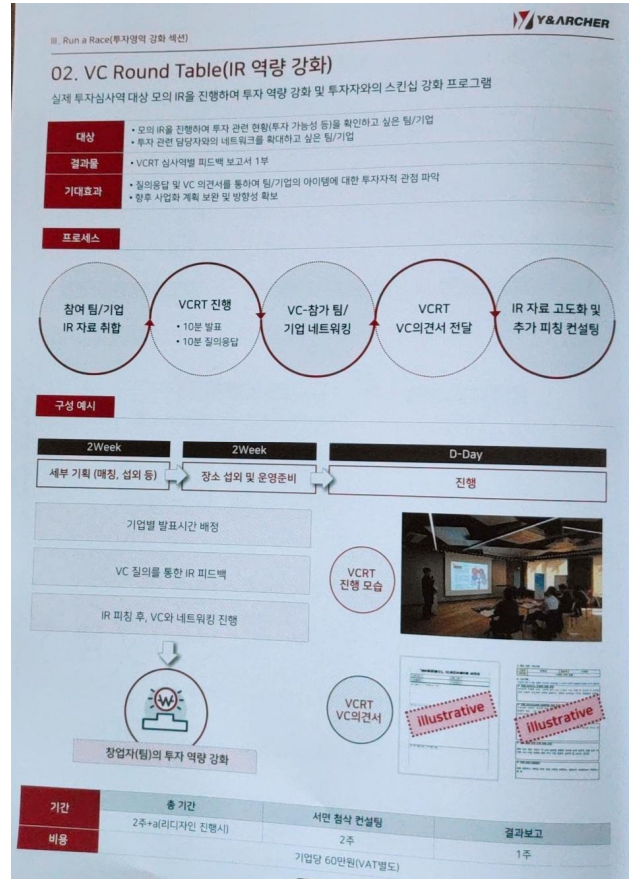 III. Run a Race(투자영역 강화 섹션)
Y&ARCHER
02. VC Round Table(IR 역량 강화)
실제 투자심사역 대상 모의 IR을 진행하여 투자 역량 강화 및 투자자와의 스킨십 강화 프로그램
대상
• 모의 IR을 진행하여 투자 관련 현황(투자 가능성 등)을 확인하고 싶은 팀/기업
• 투자 관련 담당자와의 네트워크를 확대하고 싶은 팀/기업
결과물
• VCRT 심사역별 피드백 보고서 1부
기대효과
• 질의응답 및 VC 의견서를 통하여 팀/기업의 아이템에 대한 투자자적 관점 파악
• 향후 사업화 계획 보완 및 방향성 확보
프로세스
참여 팀/기업
IR 자료 취합
VCRT 진행
• 10분 발표
• 10분 질의응답
VC-참가 팀/
기업 네트워킹
VCRT
VC의견서 전달
IR 자료 고도화 및
추가 피칭 컨설팅
구성 예시
2Week
2Week
D-Day
세부 기획 (매칭, 섭외 등)
장소 섭외 및 운영준비
진행
기업별 발표시간 배정
VC 질의를 통한 IR 피드백
IR 피칭 후, VC와 네트워킹 진행
VCRT
진행 모습
VCRT
VC의견서
illustrative
illustrative
창업자(팀)의 투자 역량 강화
기간
총 기간
서면 첨삭 컨설팅
결과보고
2주+a(리디자인 진행시)
2주
1주
비용
기업당 60만원(VAT별도)